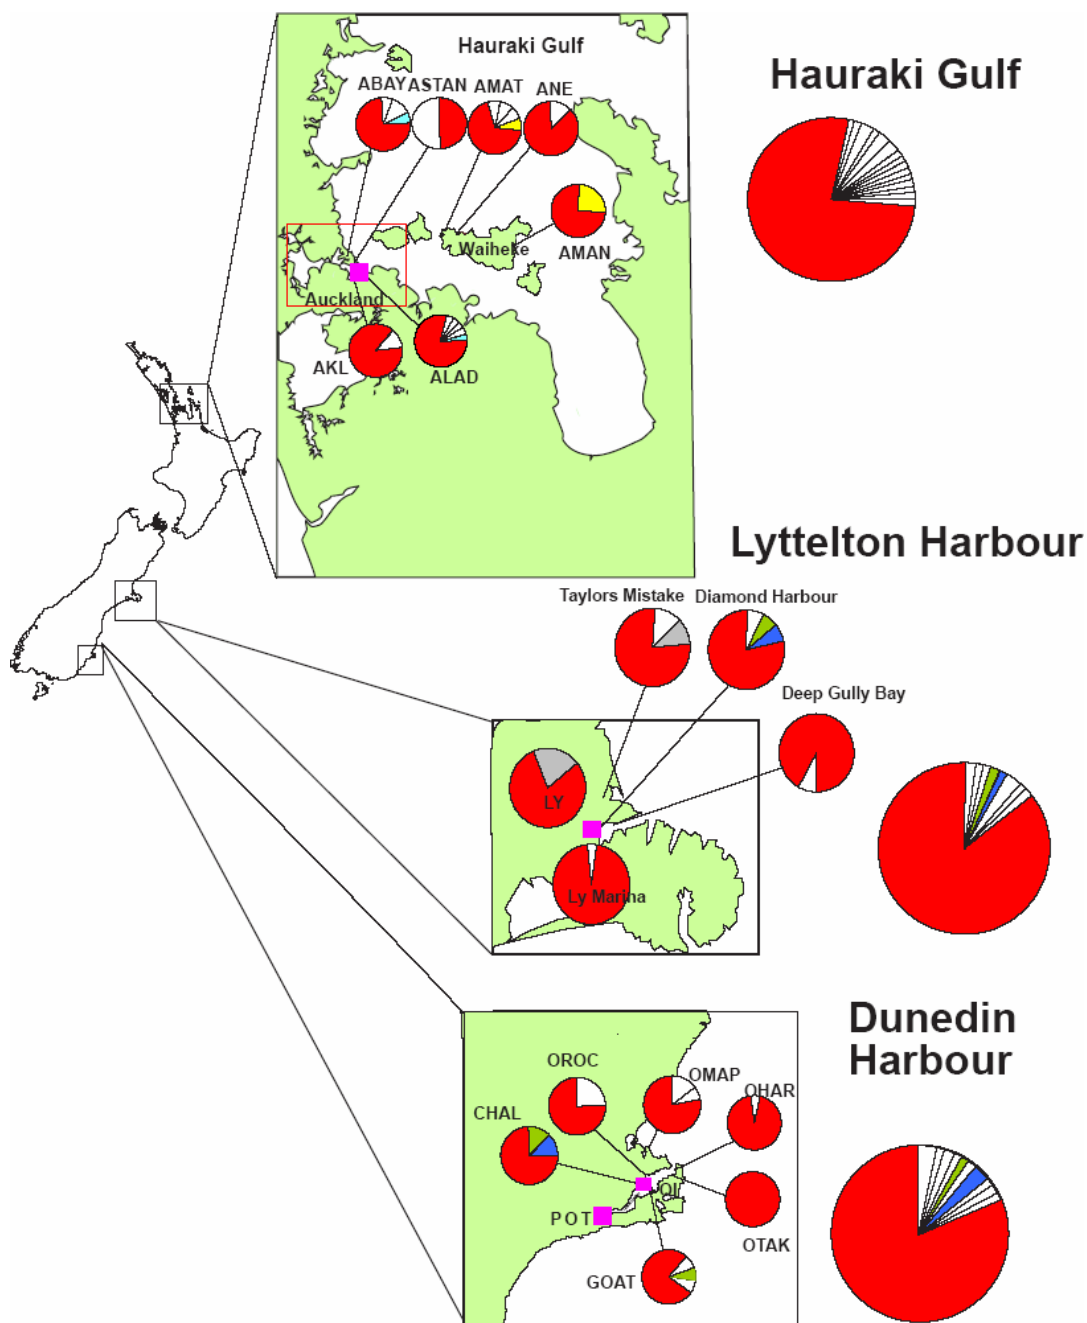 Hauraki Gulf
Hauraki Gulf
ABAY ASTAN AMAT ANE
Waiheke
AMAN
Auckland
AKL
ALAD
Lyttelton Harbour
Taylors Mistake
Diamond Harbour
Deep Gully Bay
LY
Ly Marina
Dunedin
Harbour
OROC
OMAP
OHAR
CHAL
QI
POT
OTAK
GOAT